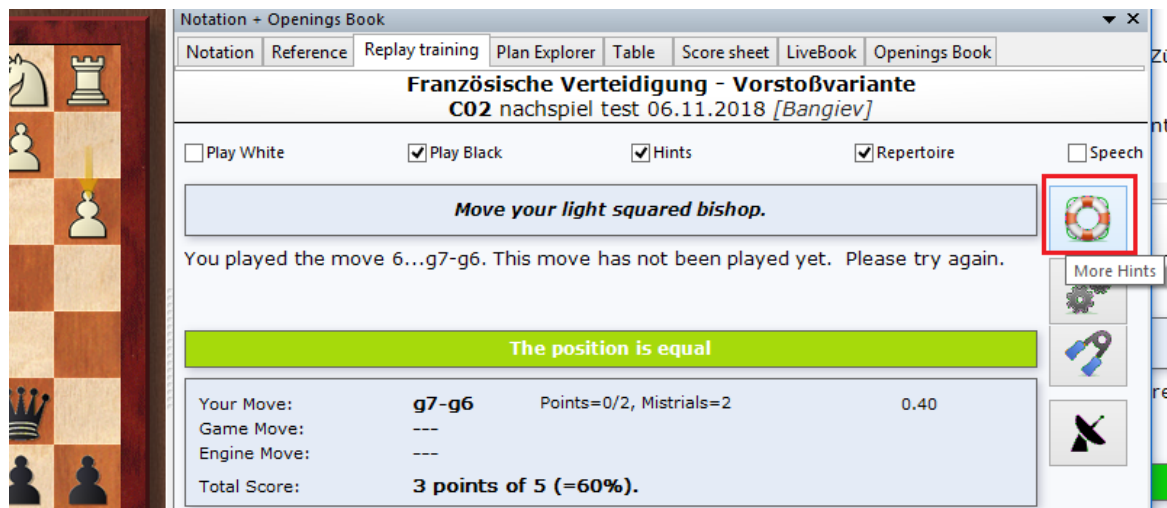 Notation + Openings Book
Notation Reference Replay training Plan Explorer Table Score sheet LiveBook Openings Book
Französische Verteidigung - Vorstoßvariante
C02 nachspiel test 06.11.2018 [Bangiev]
Play White Play Black Hints Repertoire Speech
Move your light squared bishop.
You played the move 6...g7-g6. This move has not been played yet. Please try again.
More Hints
The position is equal
Your Move: g7-g6 Points=0/2, Mistrials=2 0.40
Game Move: ---
Engine Move: ---
Total Score: 3 points of 5 (=60%).